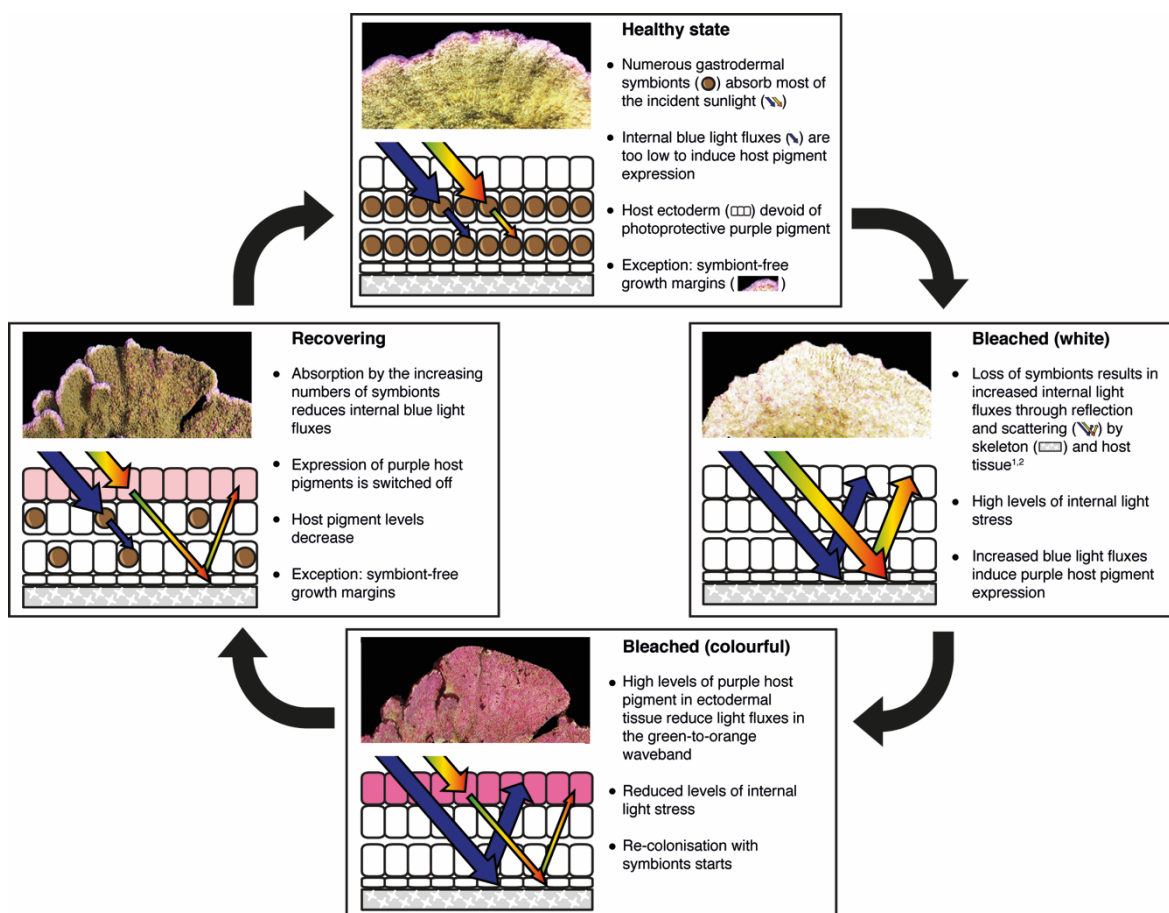 Healthy state
• Numerous gastrodermal
symbionts ( ) absorb most of
the incident sunlight ( )
• Internal blue light fluxes ( ) are
too low to induce host pigment
expression
• Host ectoderm ( ) devoid of
photoprotective purple pigment
• Exception: symbiont-free
growth margins ( )
Bleached (white)
• Loss of symbionts results in
increased internal light
fluxes through reflection
and scattering ( ) by
skeleton ( ) and host
tissue1,2
• High levels of internal light
stress
• Increased blue light fluxes
induce purple host pigment
expression
Bleached (colourful)
• High levels of purple host
pigment in ectodermal
tissue reduce light fluxes in
the green-to-orange
waveband
• Reduced levels of internal
light stress
• Re-colonisation with
symbionts starts
Recovering
• Absorption by the increasing
numbers of symbionts
reduces internal blue light
fluxes
• Expression of purple host
pigments is switched off
• Host pigment levels
decrease
• Exception: symbiont-free
growth margins